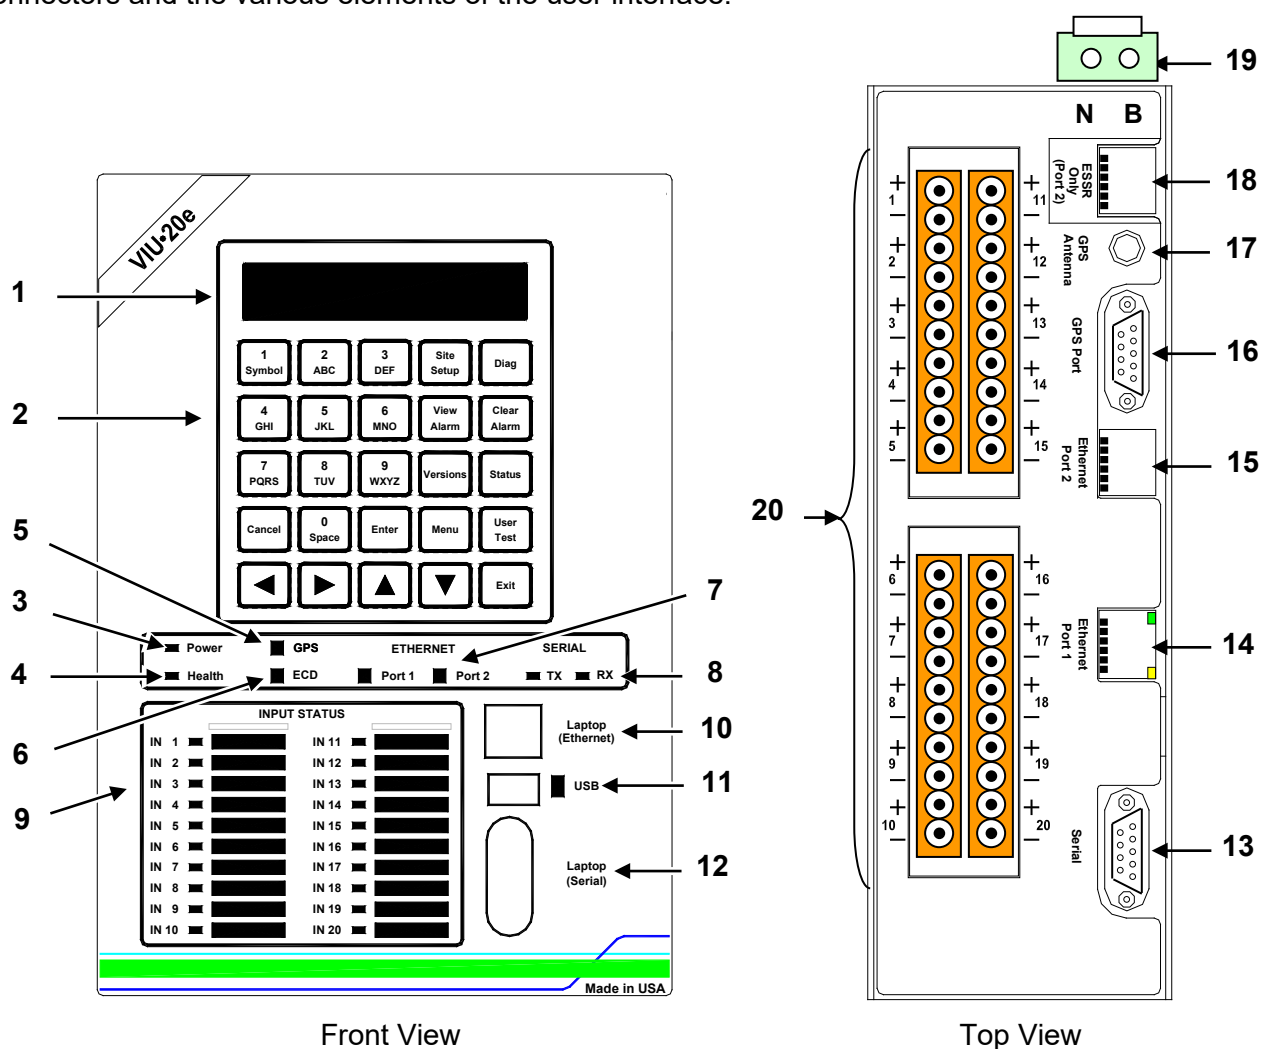 onnectors and the various elements of the user interface.
VIU•20e
1
2
5
3
4
6
9
1 Symbol
2 ABC
3 DEF
Site Setup
Diag
4 GHI
5 JKL
6 MNO
View Alarm
Clear Alarm
7 PQRS
8 TUV
9 WXYZ
Versions
Status
Cancel
0 Space
Enter
Menu
User Test
Exit
Power
GPS
ETHERNET
SERIAL
Health
ECD
Port 1
Port 2
TX
RX
7
8
INPUT STATUS
IN 1
IN 11
IN 2
IN 12
IN 3
IN 13
IN 4
IN 14
IN 5
IN 15
IN 6
IN 16
IN 7
IN 17
IN 8
IN 18
IN 9
IN 19
IN 10
IN 20
Laptop
(Ethernet)
10
USB
11
Laptop
(Serial)
12
Made in USA
Front View
19
N B
ESSR
Only
(Port 2)
18
GPS
Antenna
17
GPS Port
16
Ethernet
Port 2
15
Ethernet
Port 1
14
Serial
13
20
+ +
1 11
− −
+ +
2 12
− −
+ +
3 13
− −
+ +
4 14
− −
+ +
5 15
− −
+ +
6 16
− −
+ +
7 17
− −
+ +
8 18
− −
+ +
9 19
− −
+ +
10 20
− −
Top View